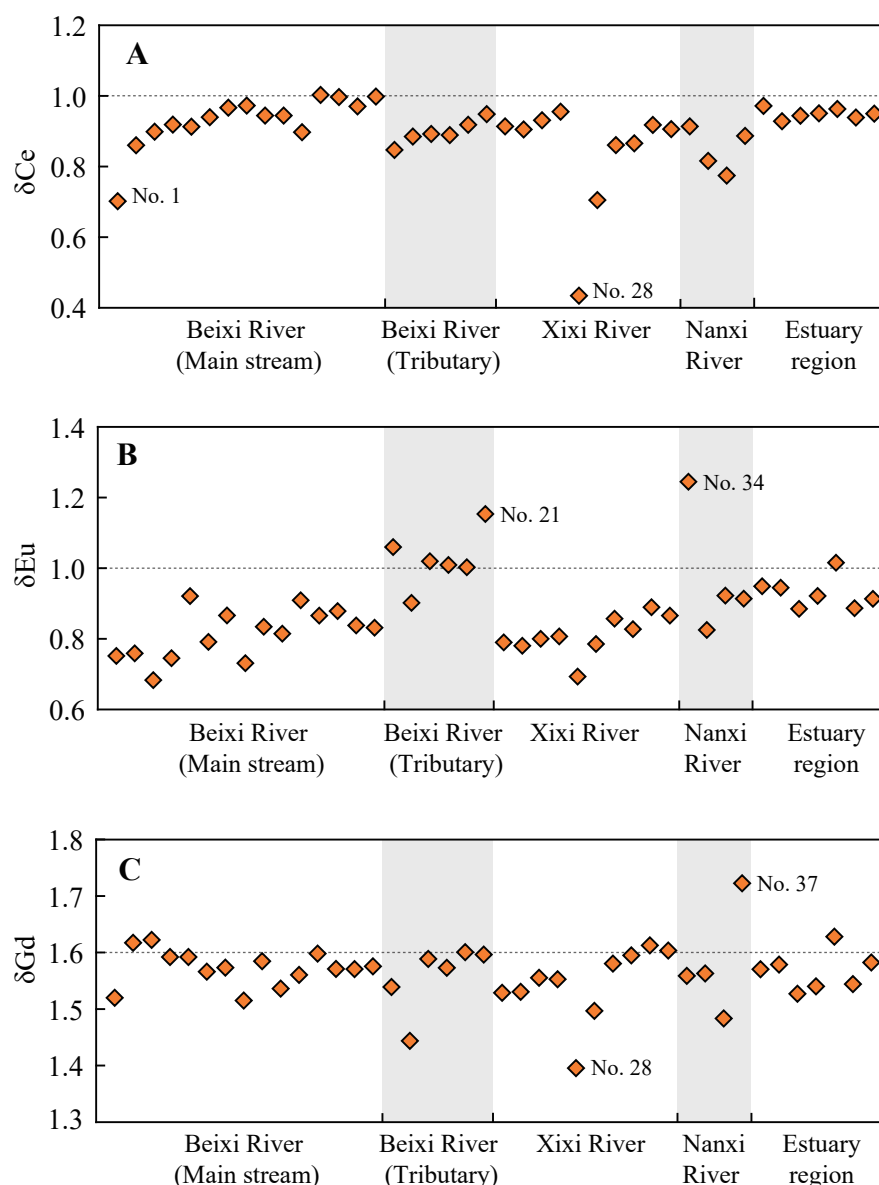 A
1.2
1.0
0.8
0.6
0.4
δCe
No. 1
No. 28
Beixi River
(Main stream)
Beixi River
(Tributary)
Xixi River
Nanxi
River
Estuary
region
B
1.4
1.2
1.0
0.8
0.6
δEu
No. 21
No. 34
Beixi River
(Main stream)
Beixi River
(Tributary)
Xixi River
Nanxi
River
Estuary
region
C
1.8
1.7
1.6
1.5
1.4
1.3
δGd
No. 37
No. 28
Beixi River
(Main stream)
Beixi River
(Tributary)
Xixi River
Nanxi
River
Estuary
region